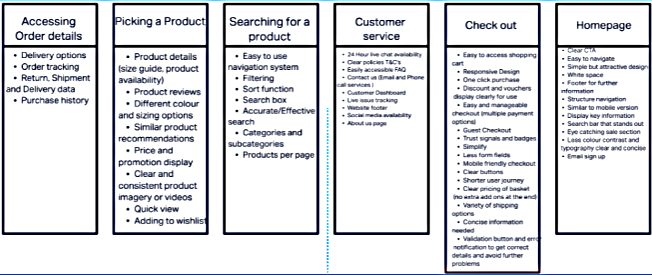 Accessing
Order details
• Delivery options
• Order tracking
• Return, Shipment
and Delivery data
• Purchase history
Picking a Product
• Product details
(size guide, product
availability)
• Product reviews
• Different colour
and sizing options
• Similar product
recommendations
• Price and
promotion display
• Clear and
consistent product
imagery or videos
• Quick view
• Adding to wishlist
Searching for a
product
• Easy to use
navigation system
• Filtering
• Sort function
• Search box
• Accurate/Effective
search
• Categories and
subcategories
• Products per page
Customer
service
• 24 Hour live chat availability
• Clear policies T&C's
• Easily accessible FAQ
• Contact us (Email and Phone
call services )
• Customer Dashboard
• Live issue tracking
• Website footer
• Social media availability
• About us page
Check out
• Easy to access shopping
cart
• Responsive Design
• One click purchase
• Discount and vouchers
display clearly for use
• Easy and manageable
checkout (multiple payment
options)
• Guest Checkout
• Trust signals and badges
• Simplify
• Less form fields
• Mobile friendly checkout
• Clear buttons
• Shorter user journey
• Clear pricing of basket
(no extra add ons at the end)
• Variety of shipping
options
• Concise information
needed
• Validation button and error
notification to get correct
details and avoid further
problems
Homepage
• Clear CTA
• Easy to navigate
• Simple but attractive design
• White space
• Footer for further
information
• Structure navigation
• Similar to mobile version
• Display key information
• Search bar that stands out
• Eye catching sale section
• Less colour contrast and
typography clear and concise
• Email sign up